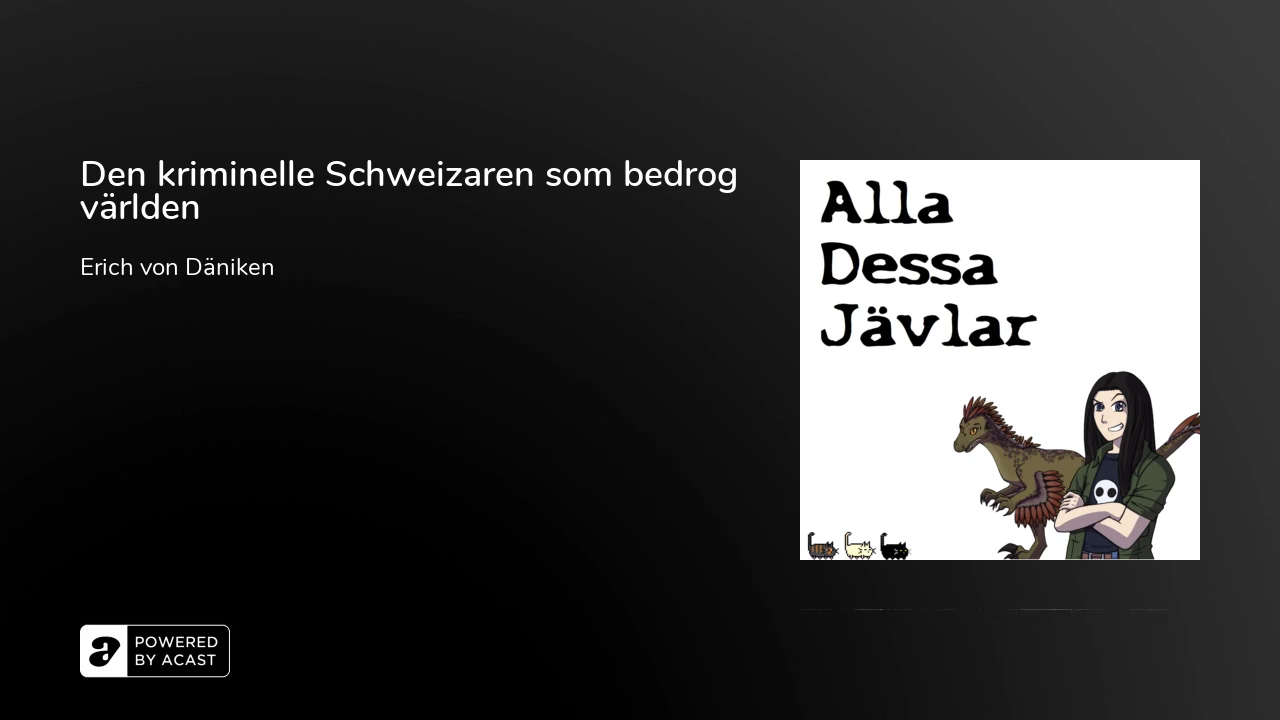 Den kriminelle Schweizaren som bedrog
världen
Erich von Däniken
Alla
Dessa
Jävlar
a
POWERED
BY ACAST